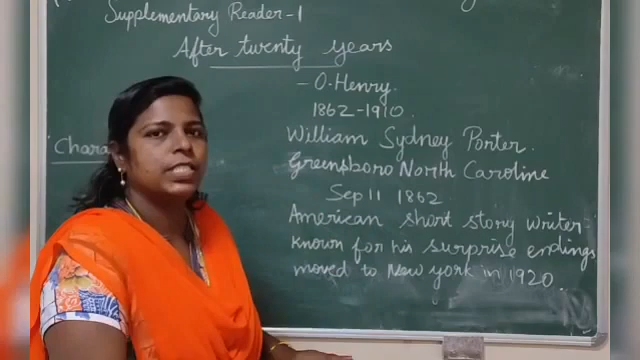 Supplementary Reader-1
After twenty years
- O. Henry
1862-1910.
Chara
William Sydney Porter.
Greensboro North Caroline
Sep 11 1862
American short story writer-
known for his surprise endings
moved to New york in 1920.